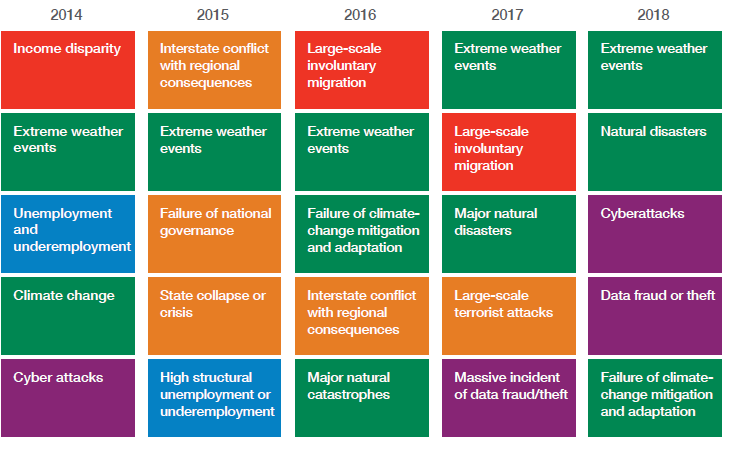 2014
2015
2016
2017
2018
Income disparity
Interstate conflict
with regional
consequences
Large-scale
involuntary
migration
Extreme weather
events
Extreme weather
events
Extreme weather
events
Extreme weather
events
Extreme weather
events
Large-scale
involuntary
migration
Natural disasters
Unemployment
and
underemployment
Failure of national
governance
Failure of climate-
change mitigation
and adaptation
Major natural
disasters
Cyberattacks
Climate change
State collapse or
crisis
Interstate conflict
with regional
consequences
Large-scale
terrorist attacks
Data fraud or theft
Cyber attacks
High structural
unemployment or
underemployment
Major natural
catastrophes
Massive incident
of data fraud/theft
Failure of climate-
change mitigation
and adaptation